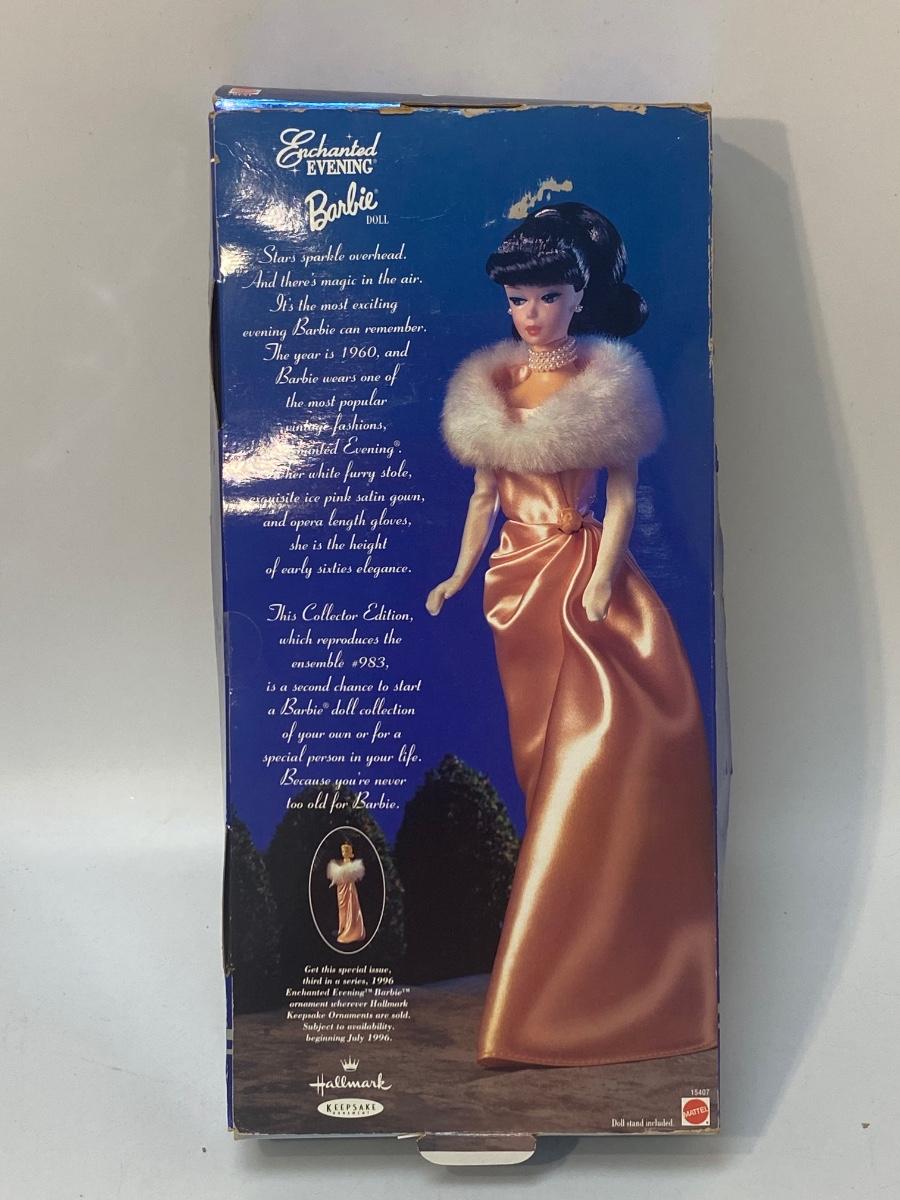 Enchanted
EVENING®
Barbie®
DOLL
Stars sparkle overhead.
And there's magic in the air.
It's the most exciting
evening Barbie can remember.
The year is 1960, and
Barbie wears one of
the most popular
vintage fashions,
Evening®.
her white furry stole,
exquisite ice pink satin gown,
and opera length gloves,
she is the height
of early sixties elegance.
This Collector Edition,
which reproduces the
ensemble #983,
is a second chance to start
a Barbie® doll collection
of your own or for a
special person in your life.
Because you're never
too old for Barbie.
Get this special issue,
third in a series, 1996
Enchanted Evening™ Barbie™
ornament wherever Hallmark
Keepsake Ornaments are sold.
Subject to availability.
beginning July 1996.
Hallmark
KEEPSAKE
ORNAMENT
15407
MATTEL
Doll stand included.